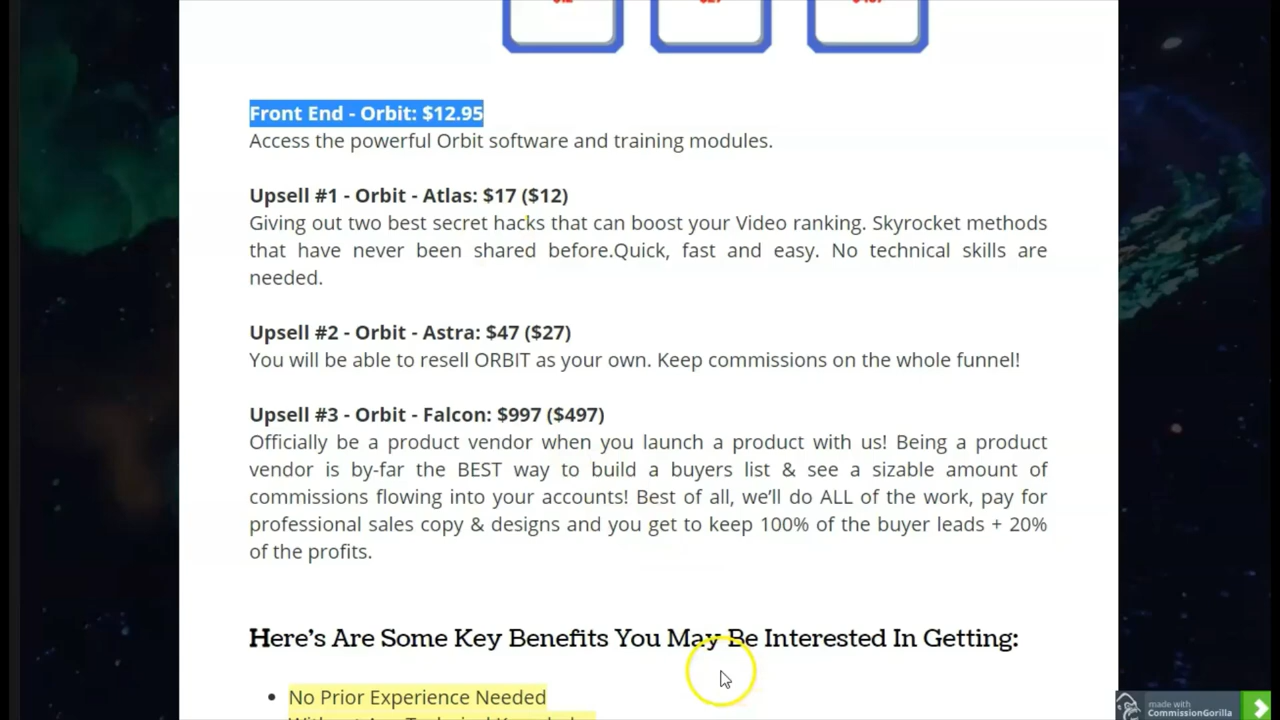 Front End - Orbit: $12.95
Access the powerful Orbit software and training modules.
Upsell #1 - Orbit - Atlas: $17 ($12)
Giving out two best secret hacks that can boost your Video ranking. Skyrocket methods
that have never been shared before.Quick, fast and easy. No technical skills are
needed.
Upsell #2 - Orbit - Astra: $47 ($27)
You will be able to resell ORBIT as your own. Keep commissions on the whole funnel!
Upsell #3 - Orbit - Falcon: $997 ($497)
Officially be a product vendor when you launch a product with us! Being a product
vendor is by-far the BEST way to build a buyers list & see a sizable amount of
commissions flowing into your accounts! Best of all, we'll do ALL of the work, pay for
professional sales copy & designs and you get to keep 100% of the buyer leads + 20%
of the profits.
Here's Are Some Key Benefits You May Be Interested In Getting:
No Prior Experience Needed
made with
CommissionGorilla